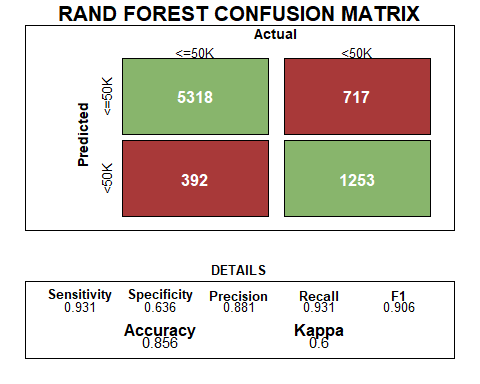 RAND FOREST CONFUSION MATRIX
Actual
<=50K <50K
Predicted
<=50K 5318 717
<50K 392 1253
DETAILS
Sensitivity Specificity Precision Recall F1
0.931 0.636 0.881 0.931 0.906
Accuracy Kappa
0.856 0.6